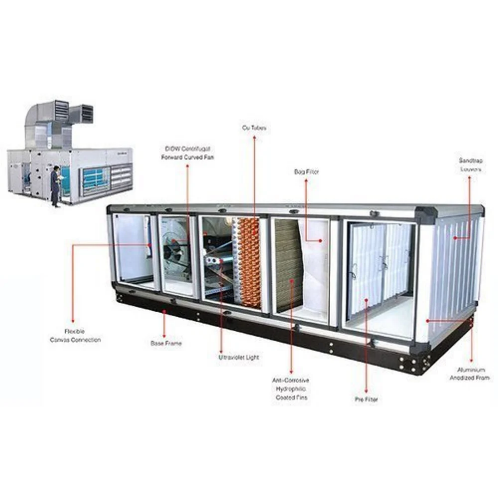 Cu Tubes
DIDW Centrifugal
Forward Curved Fan
Sandtrap
Louvers
Bag Filter
Flexible
Canvas Connection
Base Frame
Ultraviolet Light
Anti-Corrosive
Hydrophilic
Coated Fins
Pre Filter
Aluminium
Anodized Fram